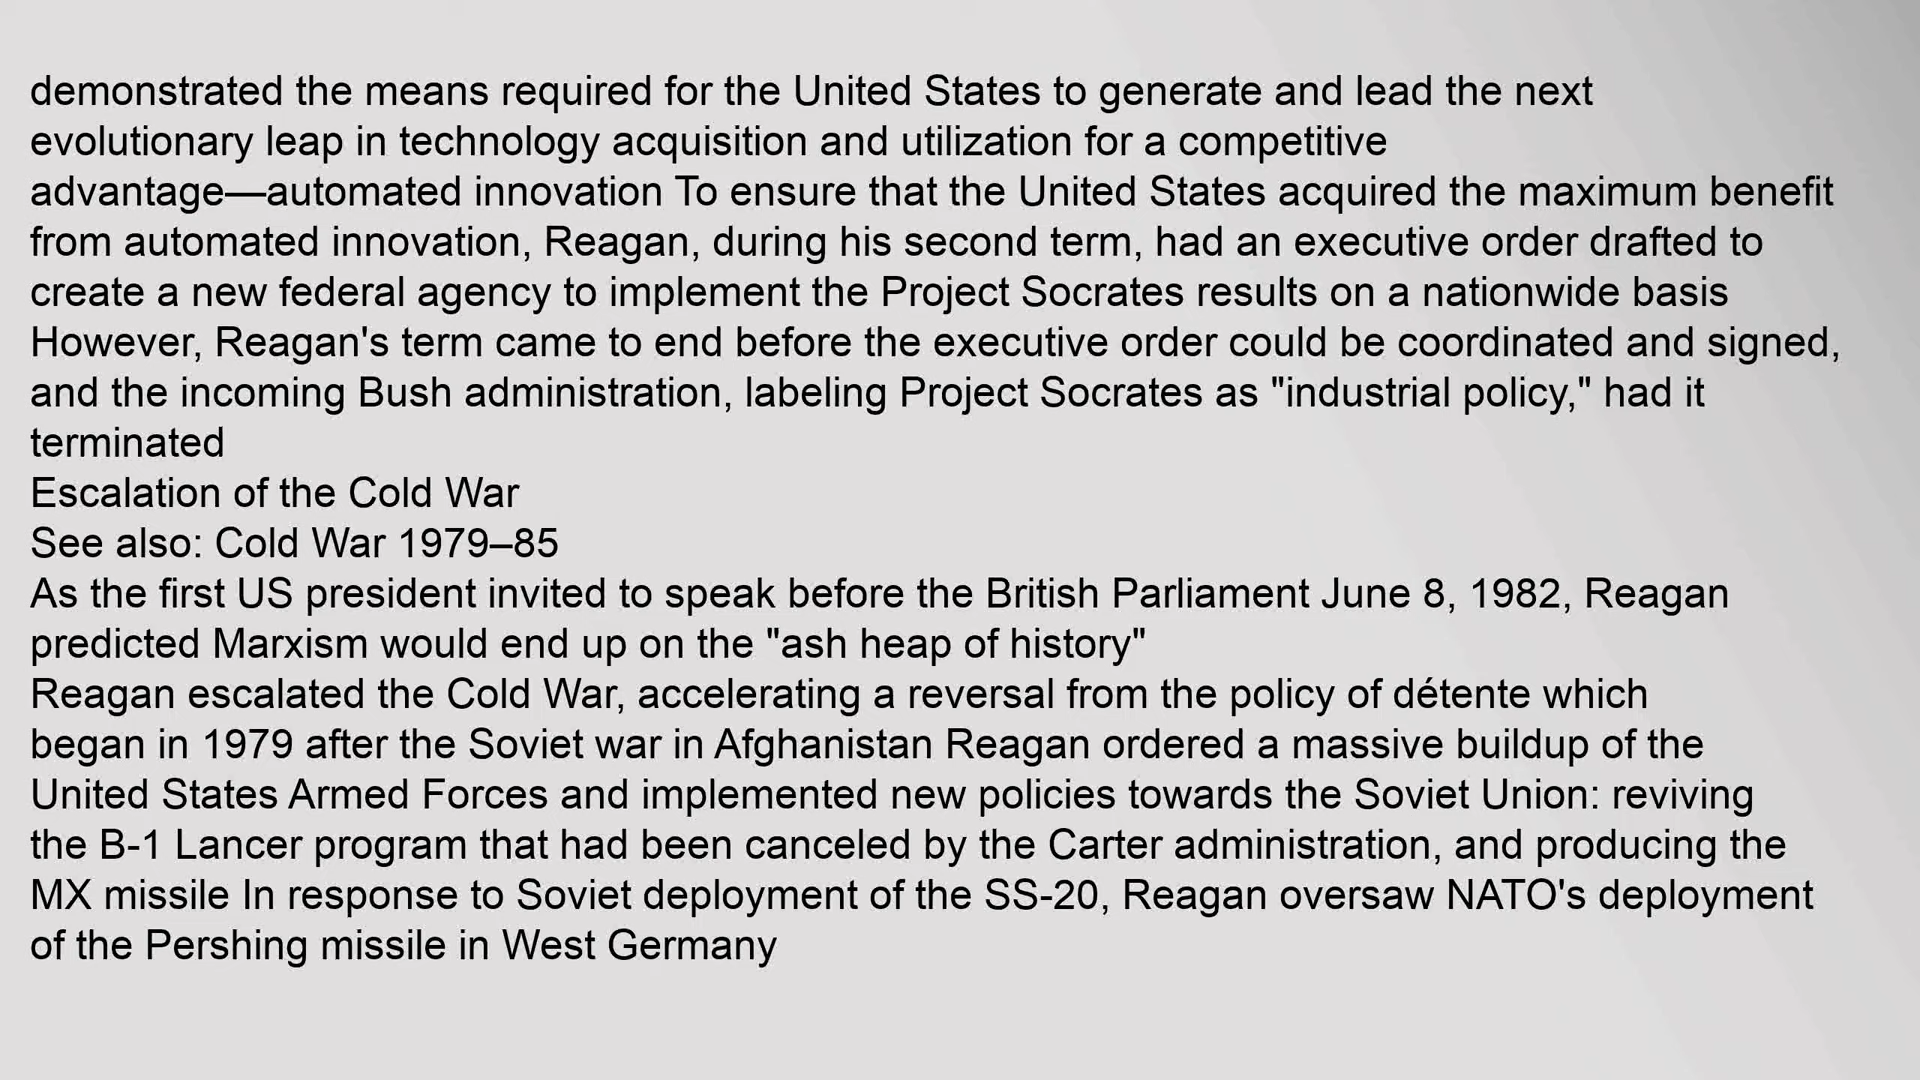 demonstrated the means required for the United States to generate and lead the next
evolutionary leap in technology acquisition and utilization for a competitive
advantage—automated innovation To ensure that the United States acquired the maximum benefit
from automated innovation, Reagan, during his second term, had an executive order drafted to
create a new federal agency to implement the Project Socrates results on a nationwide basis
However, Reagan's term came to end before the executive order could be coordinated and signed,
and the incoming Bush administration, labeling Project Socrates as "industrial policy," had it
terminated
Escalation of the Cold War
See also: Cold War 1979–85
As the first US president invited to speak before the British Parliament June 8, 1982, Reagan
predicted Marxism would end up on the "ash heap of history"
Reagan escalated the Cold War, accelerating a reversal from the policy of détente which
began in 1979 after the Soviet war in Afghanistan Reagan ordered a massive buildup of the
United States Armed Forces and implemented new policies towards the Soviet Union: reviving
the B-1 Lancer program that had been canceled by the Carter administration, and producing the
MX missile In response to Soviet deployment of the SS-20, Reagan oversaw NATO's deployment
of the Pershing missile in West Germany